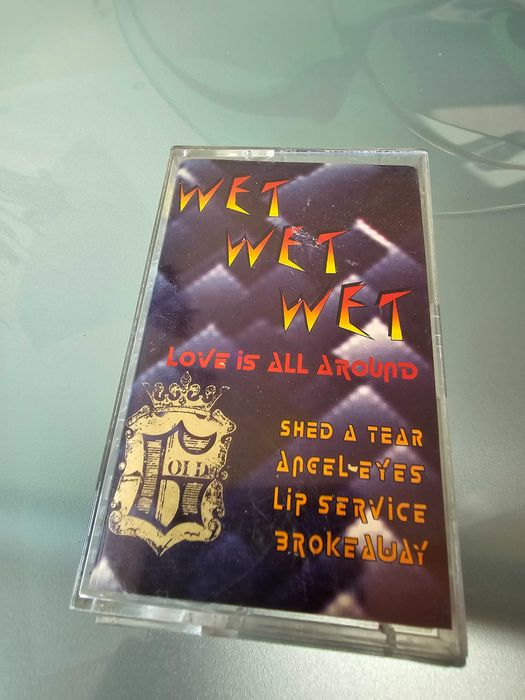 WET
WET
WET
LOVE IS ALL AROUND
GOLD
SHED A TEAR
ANGEL-EYES
LIP SERVICE
BROKEAWAY